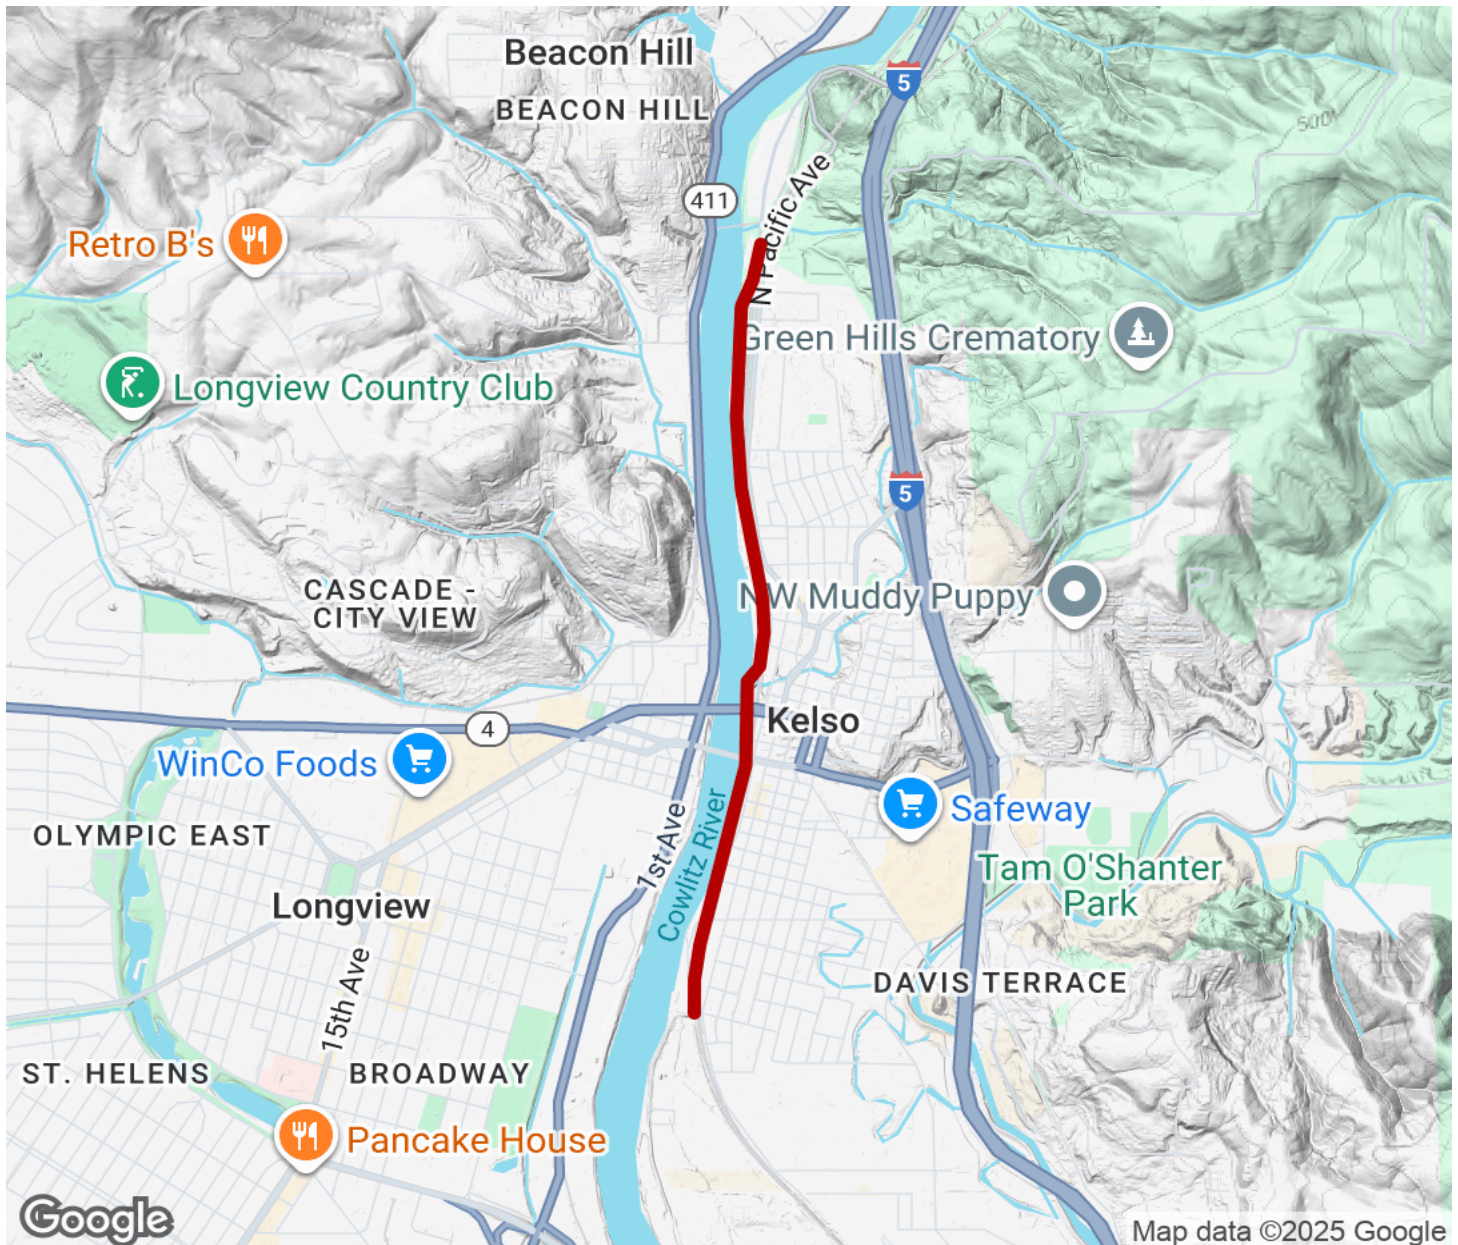 Beacon Hill
BEACON HILL
5
500
411
N Pacific Ave
Retro B's
Green Hills Crematory
Longview Country Club
5
CASCADE -
CITY VIEW
NW Muddy Puppy
4
Kelso
WinCo Foods
Safeway
OLYMPIC EAST
1st Ave
Cowlitz River
Tam O'Shanter
Park
Longview
15th Ave
DAVIS TERRACE
ST. HELENS
BROADWAY
Pancake House
Google
Map data ©2025 Google